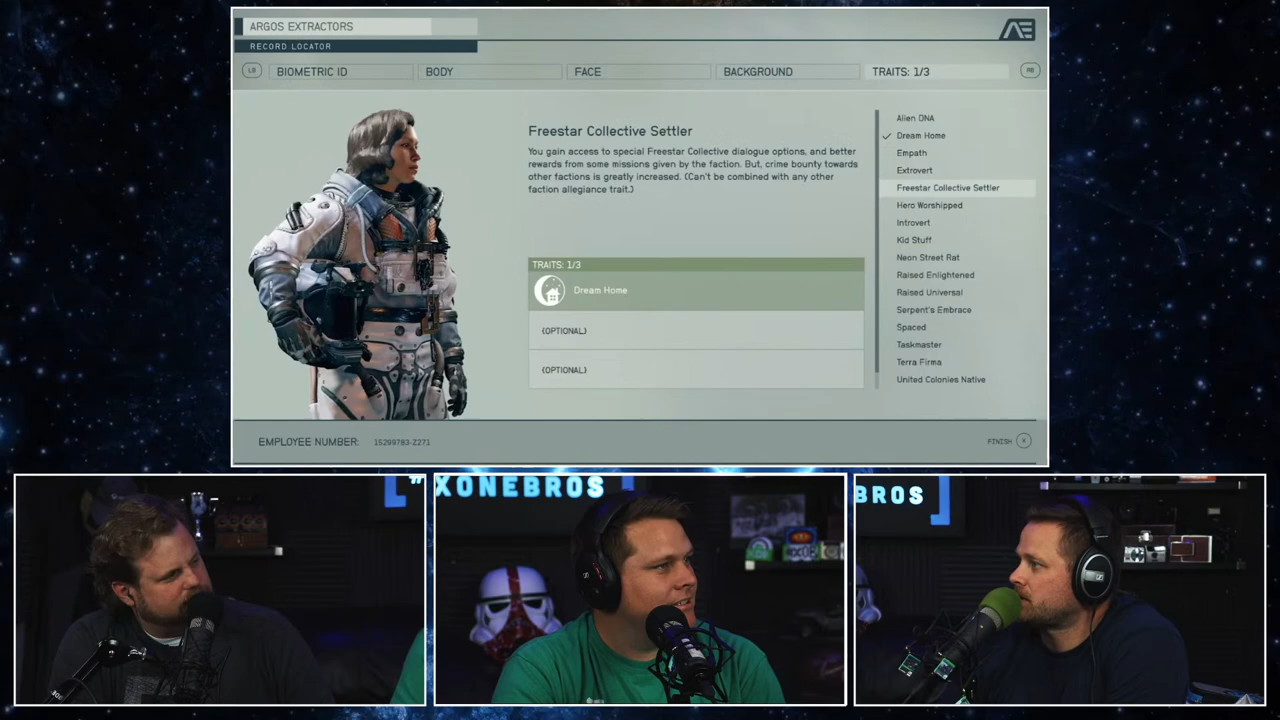 ARGOS EXTRACTORS
RECORD LOCATOR
LB
BIOMETRIC ID
BODY
FACE
BACKGROUND
TRAITS: 1/3
RB
Freestar Collective Settler
You gain access to special Freestar Collective dialogue options, and better
rewards from some missions given by the faction. But, crime bounty towards
other factions is greatly increased. (Can't be combined with any other
faction allegiance trait.)
TRAITS: 1/3
Dream Home
{OPTIONAL}
{OPTIONAL}
Alien DNA
Dream Home
Empath
Extrovert
Freestar Collective Settler
Hero Worshipped
Introvert
Kid Stuff
Neon Street Rat
Raised Enlightened
Raised Universal
Serpent's Embrace
Spaced
Taskmaster
Terra Firma
United Colonies Native
EMPLOYEE NUMBER: 15299783-Z271
FINISH X
XONEBROS
BROS